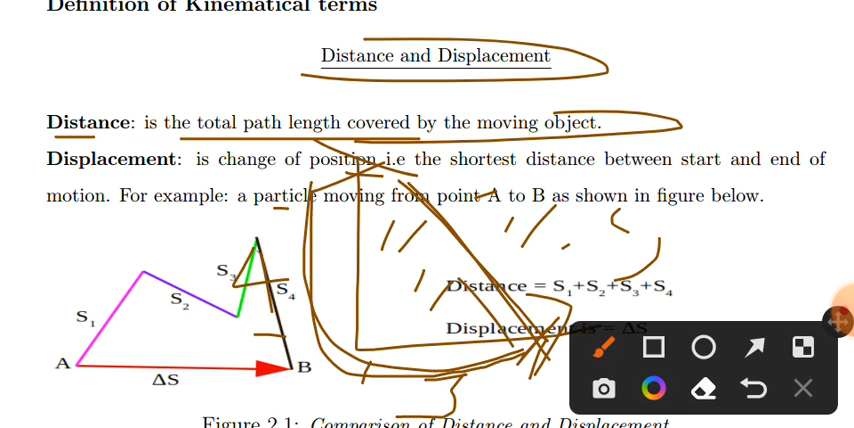 Definition of Kinematical terms
Distance and Displacement
Distance: is the total path length covered by the moving object.
Displacement: is change of position i.e the shortest distance between start and end of
motion. For example: a particle moving from point A to B as shown in figure below.
S₁
S₂
S₃
S₄
A
B
ΔS
Distance = S₁+S₂+S₃+S₄
Displacement is = ΔS
Figure 2.1: Comparison of Distance and Displacement